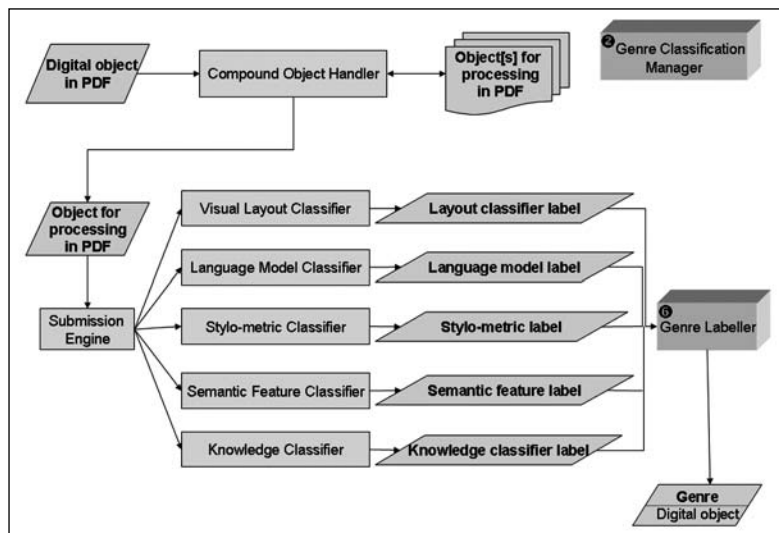 Digital object
in PDF
Compound Object Handler
Object[s] for
processing
in PDF
❷
Genre Classification
Manager
Object for
processing
in PDF
Submission
Engine
Visual Layout Classifier
Layout classifier label
Language Model Classifier
Language model label
Stylo-metric Classifier
Stylo-metric label
Semantic Feature Classifier
Semantic feature label
Knowledge Classifier
Knowledge classifier label
❻
Genre Labeller
Genre
Digital object